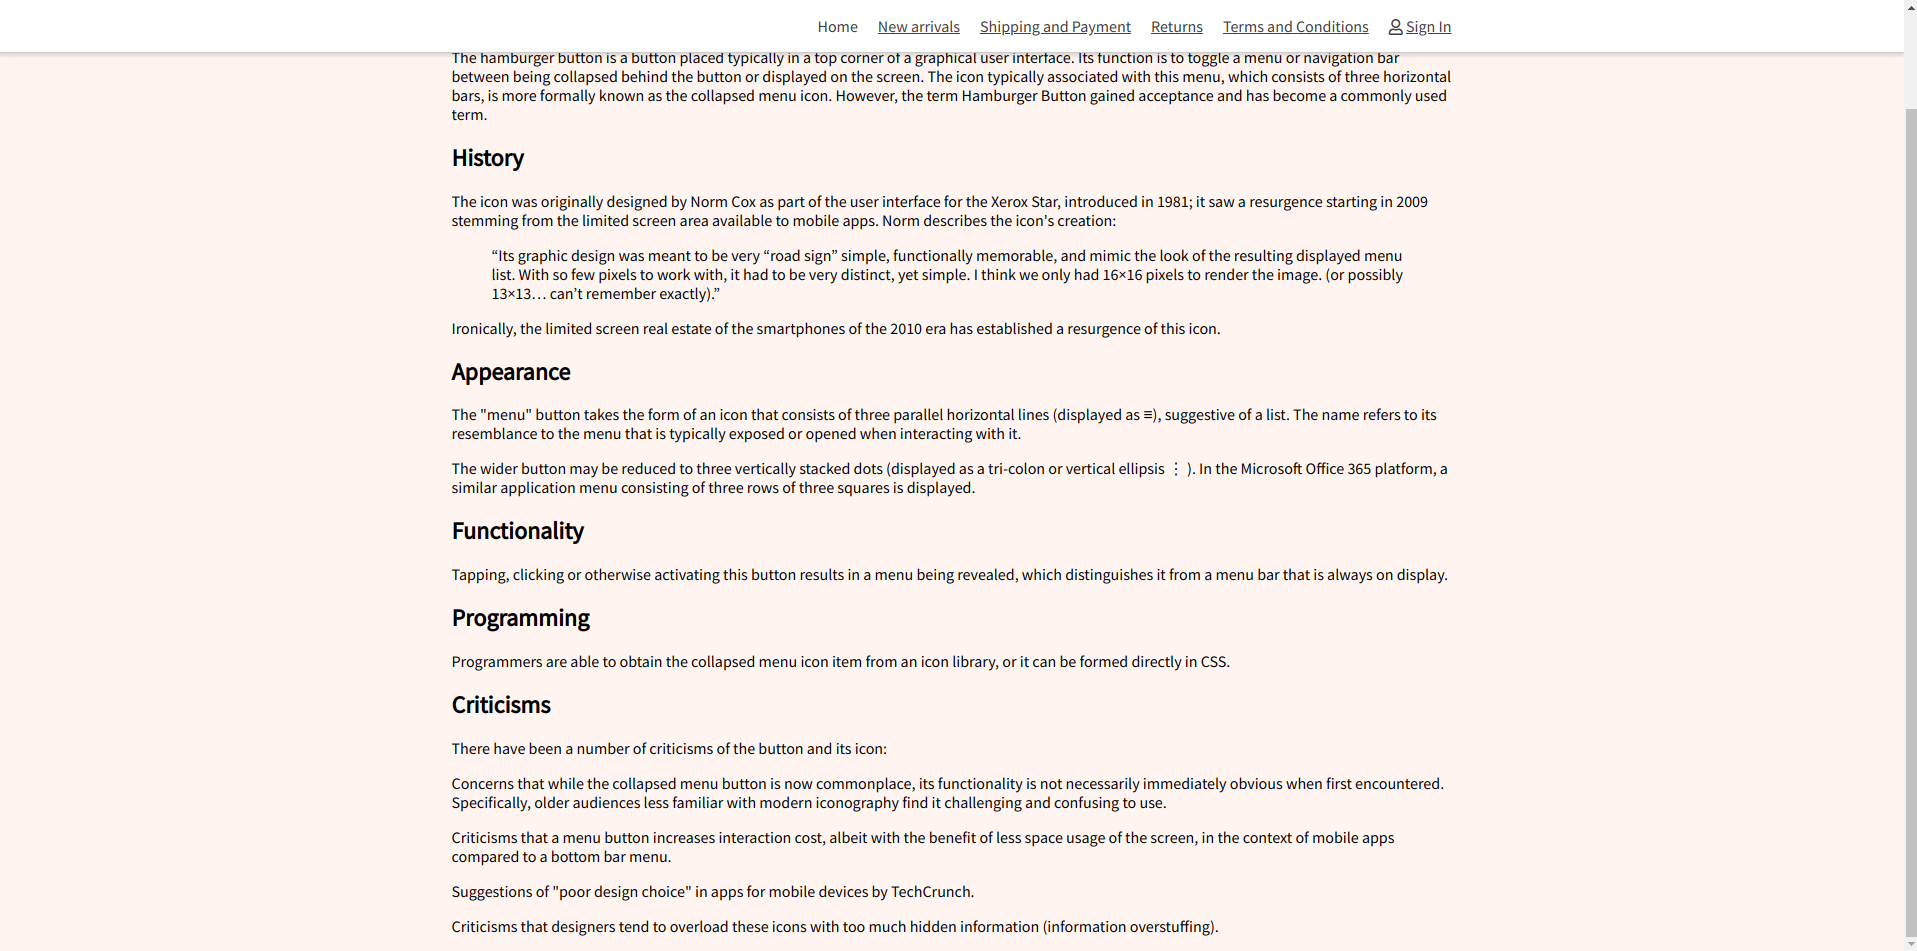 Home New arrivals Shipping and Payment Returns Terms and Conditions Sign In
The hamburger button is a button placed typically in a top corner of a graphical user interface. Its function is to toggle a menu or navigation bar
between being collapsed behind the button or displayed on the screen. The icon typically associated with this menu, which consists of three horizontal
bars, is more formally known as the collapsed menu icon. However, the term Hamburger Button gained acceptance and has become a commonly used
term.
History
The icon was originally designed by Norm Cox as part of the user interface for the Xerox Star, introduced in 1981; it saw a resurgence starting in 2009
stemming from the limited screen area available to mobile apps. Norm describes the icon's creation:
“Its graphic design was meant to be very “road sign” simple, functionally memorable, and mimic the look of the resulting displayed menu
list. With so few pixels to work with, it had to be very distinct, yet simple. I think we only had 16×16 pixels to render the image. (or possibly
13×13… can’t remember exactly).”
Ironically, the limited screen real estate of the smartphones of the 2010 era has established a resurgence of this icon.
Appearance
The "menu" button takes the form of an icon that consists of three parallel horizontal lines (displayed as ≡), suggestive of a list. The name refers to its
resemblance to the menu that is typically exposed or opened when interacting with it.
The wider button may be reduced to three vertically stacked dots (displayed as a tri-colon or vertical ellipsis ⋮ ). In the Microsoft Office 365 platform, a
similar application menu consisting of three rows of three squares is displayed.
Functionality
Tapping, clicking or otherwise activating this button results in a menu being revealed, which distinguishes it from a menu bar that is always on display.
Programming
Programmers are able to obtain the collapsed menu icon item from an icon library, or it can be formed directly in CSS.
Criticisms
There have been a number of criticisms of the button and its icon:
Concerns that while the collapsed menu button is now commonplace, its functionality is not necessarily immediately obvious when first encountered.
Specifically, older audiences less familiar with modern iconography find it challenging and confusing to use.
Criticisms that a menu button increases interaction cost, albeit with the benefit of less space usage of the screen, in the context of mobile apps
compared to a bottom bar menu.
Suggestions of "poor design choice" in apps for mobile devices by TechCrunch.
Criticisms that designers tend to overload these icons with too much hidden information (information overstuffing).